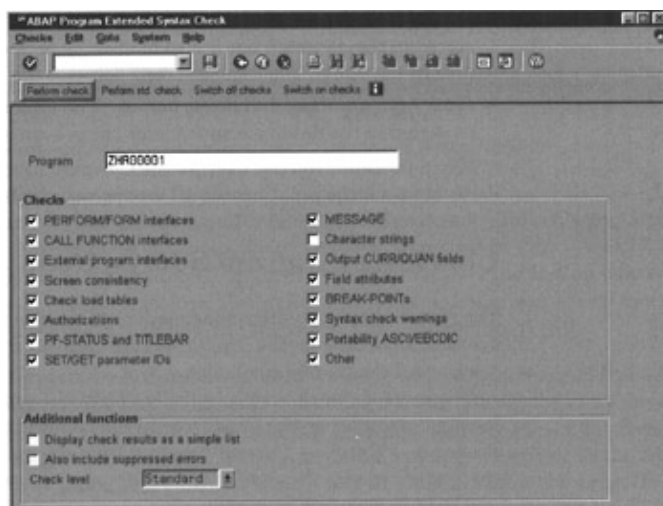 ABAP Program Extended Syntax Check
Checks Edit Goto System Help
Perform check Perform std. check Switch off checks Switch on checks
Program ZHR00001
Checks
PERFORM/FORM interfaces MESSAGE
CALL FUNCTION interfaces Character strings
External program interfaces Output CURR/QUAN fields
Screen consistency Field attributes
Check load tables BREAK-POINTs
Authorizations Syntax check warnings
PF-STATUS and TITLEBAR Portability ASCII/EBCDIC
SET/GET parameter IDs Other
Additional functions
Display check results as a simple list
Also include suppressed errors
Check level Standard